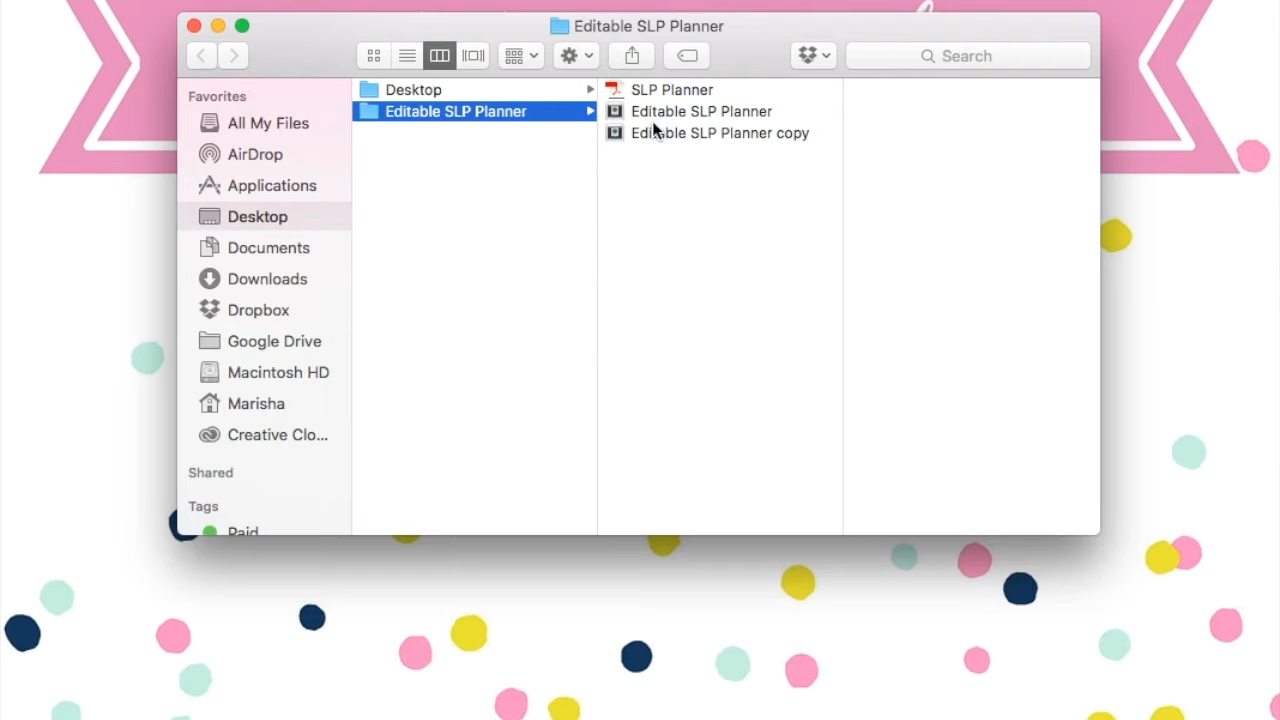 Editable SLP Planner
Search
Favorites
All My Files
AirDrop
Applications
Desktop
Documents
Downloads
Dropbox
Google Drive
Macintosh HD
Marisha
Creative Clo...
Shared
Tags
Paid
Desktop
Editable SLP Planner
SLP Planner
Editable SLP Planner
Editable SLP Planner copy